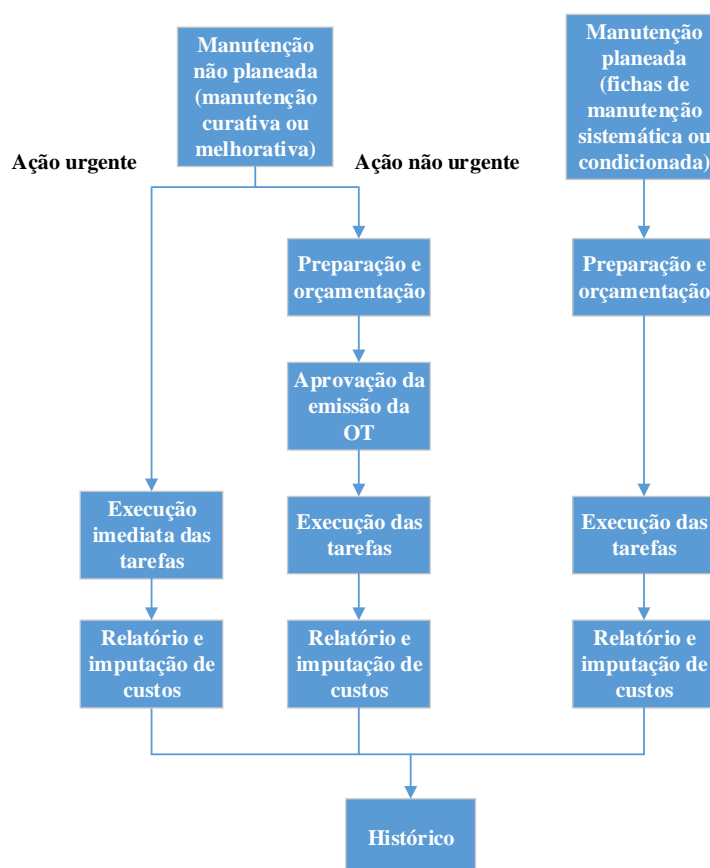 Manutenção
não planeada
(manutenção
curativa ou
melhorativa)
Manutenção
planeada
(fichas de
manutenção
sistemática ou
condicionada)
Ação urgente
Ação não urgente
Preparação e
orçamentação
Preparação e
orçamentação
Aprovação da
emissão da
OT
Execução
imediata das
tarefas
Execução das
tarefas
Execução das
tarefas
Relatório e
imputação de
custos
Relatório e
imputação de
custos
Relatório e
imputação de
custos
Histórico